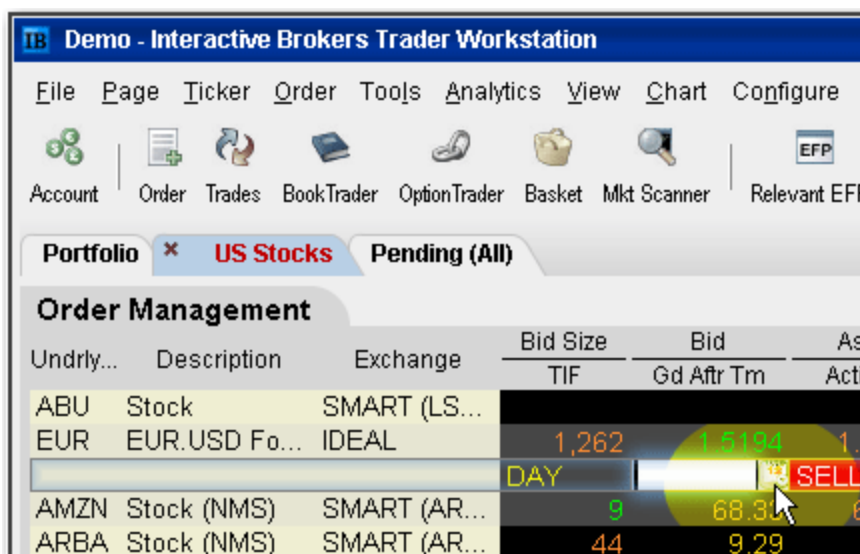 IB Demo - Interactive Brokers Trader Workstation
File Page Ticker Order Tools Analytics View Chart Configure
EFP
Account Order Trades BookTrader OptionTrader Basket Mkt Scanner Relevant EF
Portfolio US Stocks Pending (All)
Order Management
Bid Size Bid As
Undrly... Description Exchange
TIF Gd Aftr Tm Acti
ABU Stock SMART (LS...
EUR EUR.USD Fo... IDEAL 1,262 1.5194 1.
DAY SELL
AMZN Stock (NMS) SMART (AR... 9
ARBA Stock (NMS) SMART (AR... 44 9.29